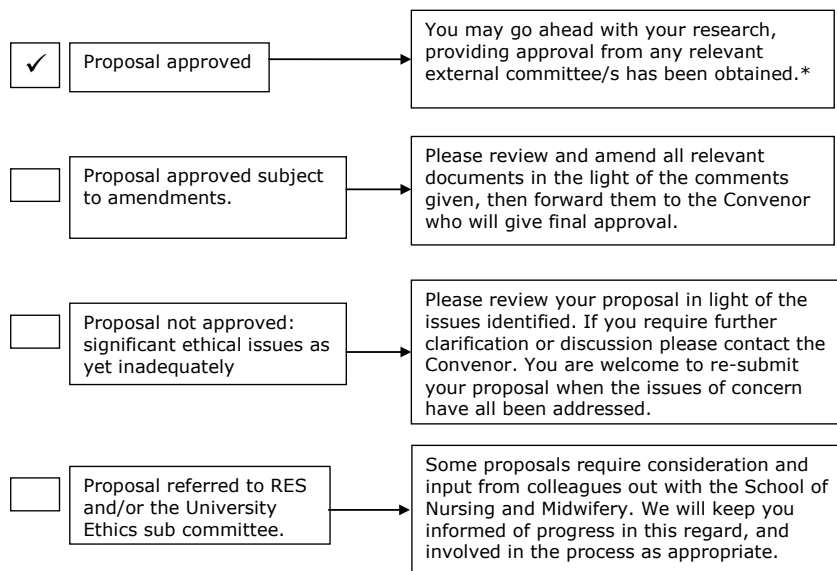 ✓
Proposal approved
You may go ahead with your research,
providing approval from any relevant
external committee/s has been obtained.*
Proposal approved subject
to amendments.
Please review and amend all relevant
documents in the light of the comments
given, then forward them to the Convenor
who will give final approval.
Proposal not approved:
significant ethical issues as
yet inadequately
Please review your proposal in light of the
issues identified. If you require further
clarification or discussion please contact the
Convenor. You are welcome to re-submit
your proposal when the issues of concern
have all been addressed.
Proposal referred to RES
and/or the University
Ethics sub committee.
Some proposals require consideration and
input from colleagues out with the School of
Nursing and Midwifery. We will keep you
informed of progress in this regard, and
involved in the process as appropriate.